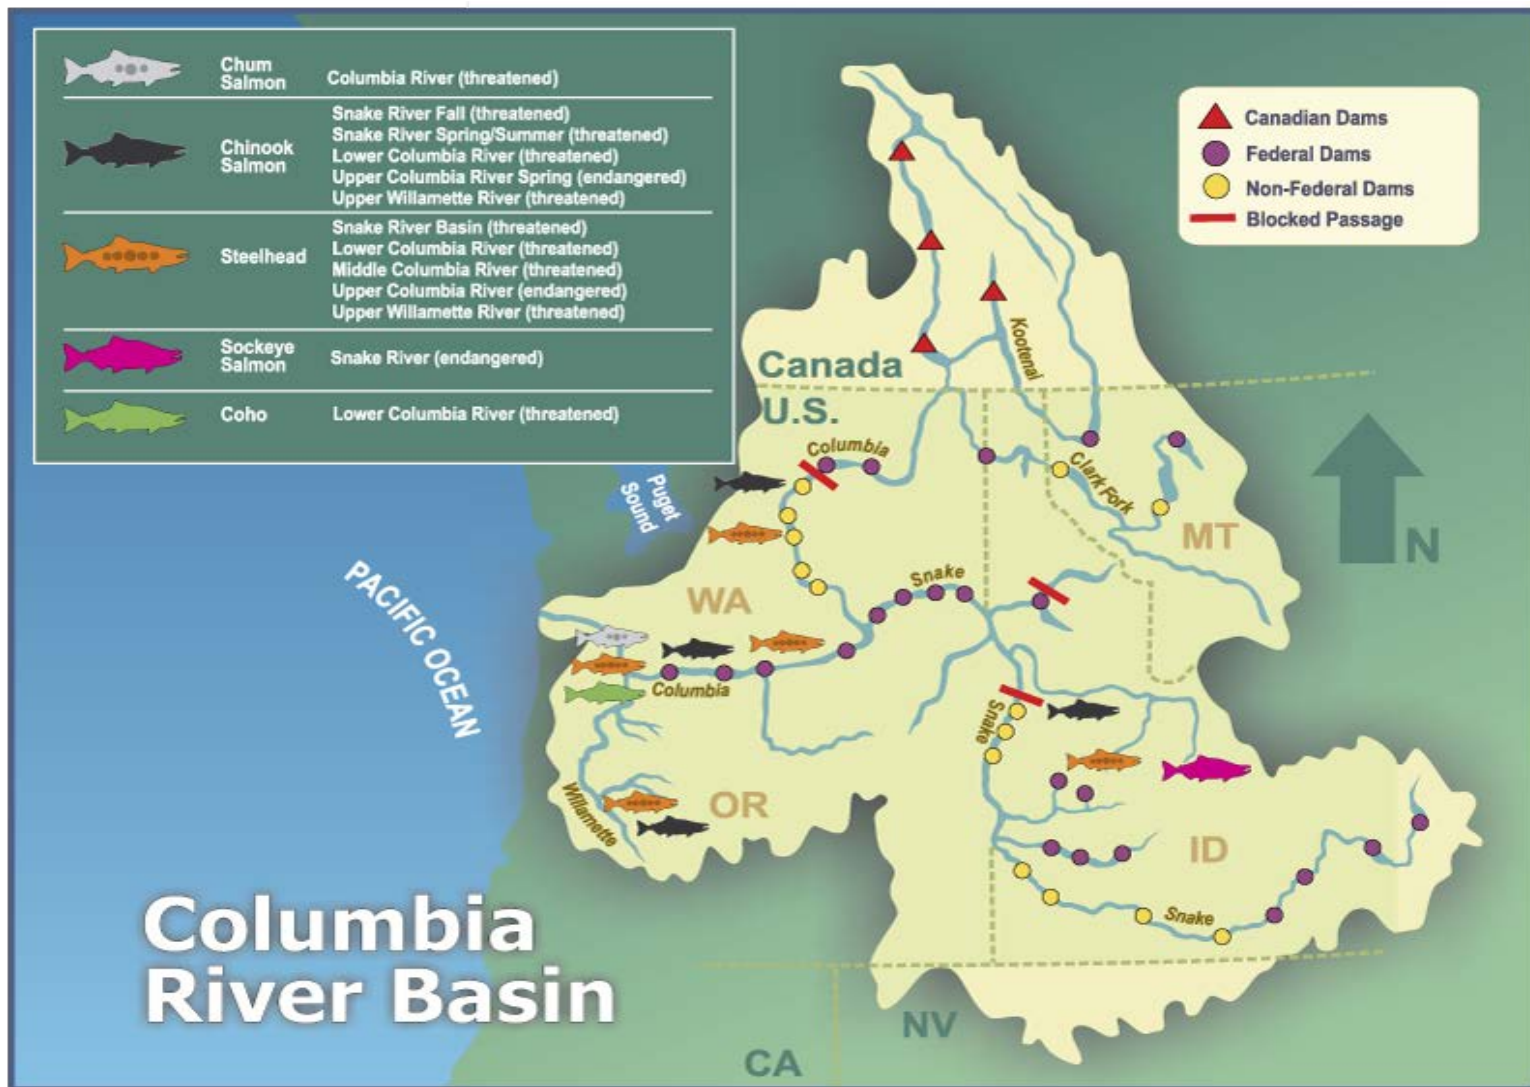 Chum
Salmon
Columbia River (threatened)
Chinook
Salmon
Snake River Fall (threatened)
Snake River Spring/Summer (threatened)
Lower Columbia River (threatened)
Upper Columbia River Spring (endangered)
Upper Willamette River (threatened)
Steelhead
Snake River Basin (threatened)
Lower Columbia River (threatened)
Middle Columbia River (threatened)
Upper Columbia River (endangered)
Upper Willamette River (threatened)
Sockeye
Salmon
Snake River (endangered)
Coho
Lower Columbia River (threatened)
Canadian Dams
Federal Dams
Non-Federal Dams
Blocked Passage
Kootenai
Canada
U.S.
Columbia
Clark Fork
Puget
Sound
MT
N
PACIFIC OCEAN
WA
Snake
Columbia
Snake
Willamette
OR
ID
Snake
Columbia
River Basin
NV
CA